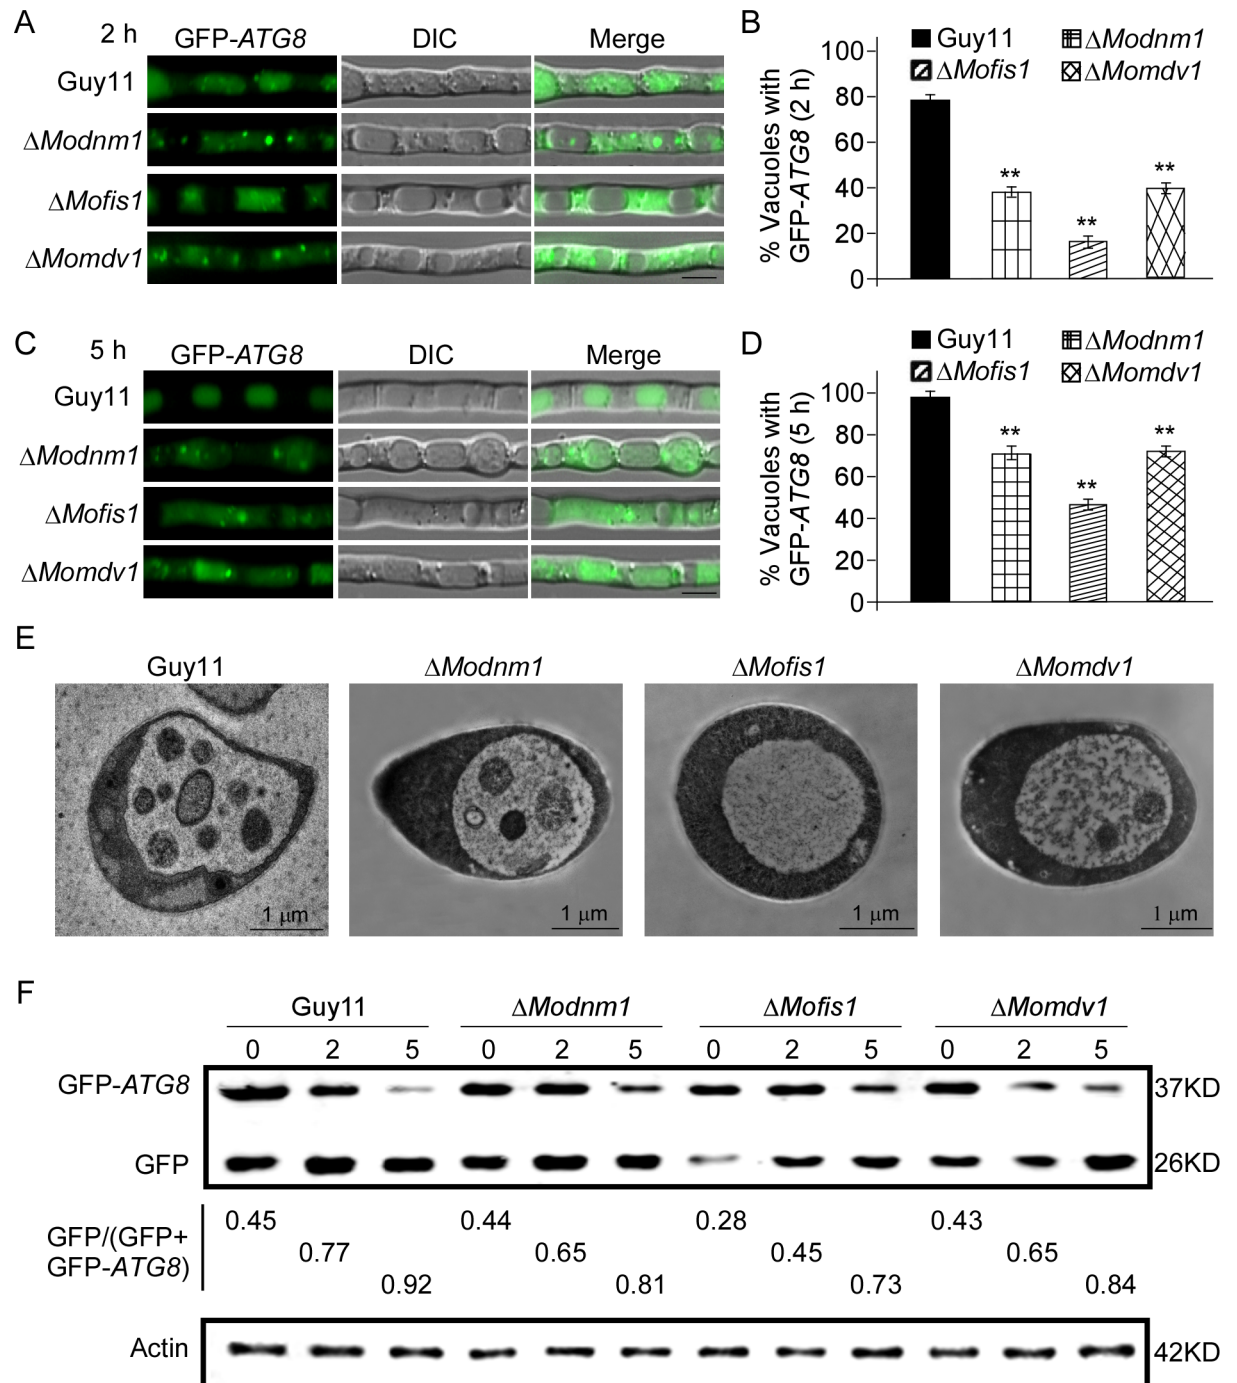 A
2 h
GFP-ATG8
DIC
Merge
Guy11
ΔModnm1
ΔMofis1
ΔMomdv1
B
Guy11
ΔModnm1
ΔMofis1
ΔMomdv1
% Vacuoles with
GFP-ATG8 (2 h)
100
80
60
40
20
0
**
**
**
C
5 h
GFP-ATG8
DIC
Merge
Guy11
ΔModnm1
ΔMofis1
ΔMomdv1
D
Guy11
ΔModnm1
ΔMofis1
ΔMomdv1
% Vacuoles with
GFP-ATG8 (5 h)
100
80
60
40
20
0
**
**
**
E
Guy11
ΔModnm1
ΔMofis1
ΔMomdv1
1 μm
1 μm
1 μm
1 μm
F
Guy11
ΔModnm1
ΔMofis1
ΔMomdv1
0 2 5 0 2 5 0 2 5 0 2 5
GFP-ATG8
37KD
GFP
26KD
GFP/(GFP+
GFP-ATG8)
0.45 0.44 0.28 0.43
0.77 0.65 0.45 0.65
0.92 0.81 0.73 0.84
Actin
42KD